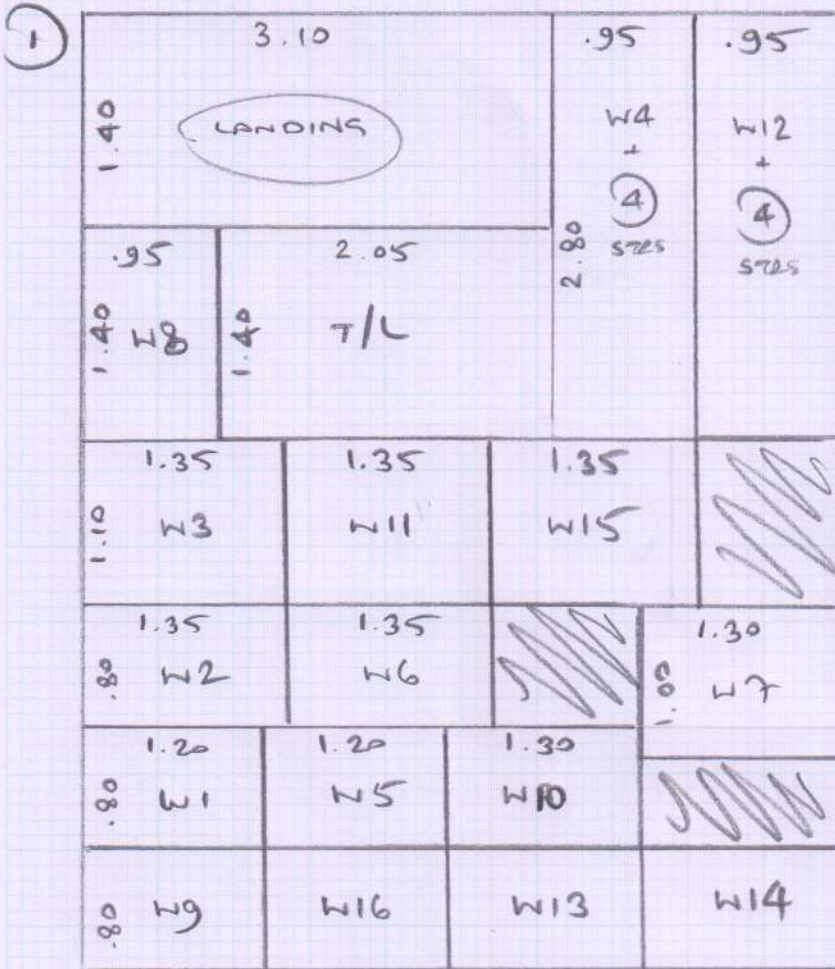 1
3.10 .95 .95
1.40 LANDING
W4 + 4 STRS
W12 + 4 STRS
2.80
.95 2.05
1.40 W8 1.40 T/L
1.35 1.35 1.35
1.10 W3 W11 W15
1.35 1.35 1.30
.80 W2 W6 1.00 W7
1.20 1.20 1.30
.80 W1 W5 W10
.80 W9 W16 W13 W14